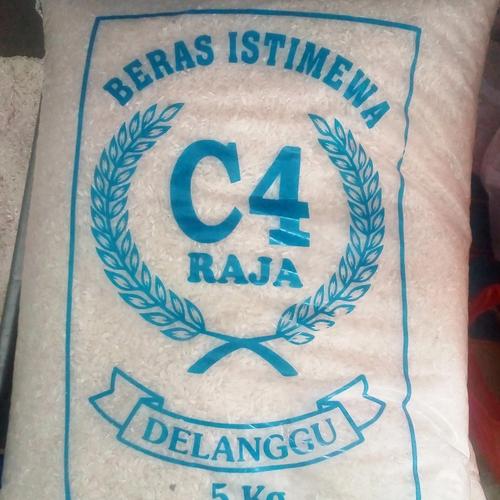 BERAS ISTIMEWA
C4
RAJA
DELANGGU
5 Kg